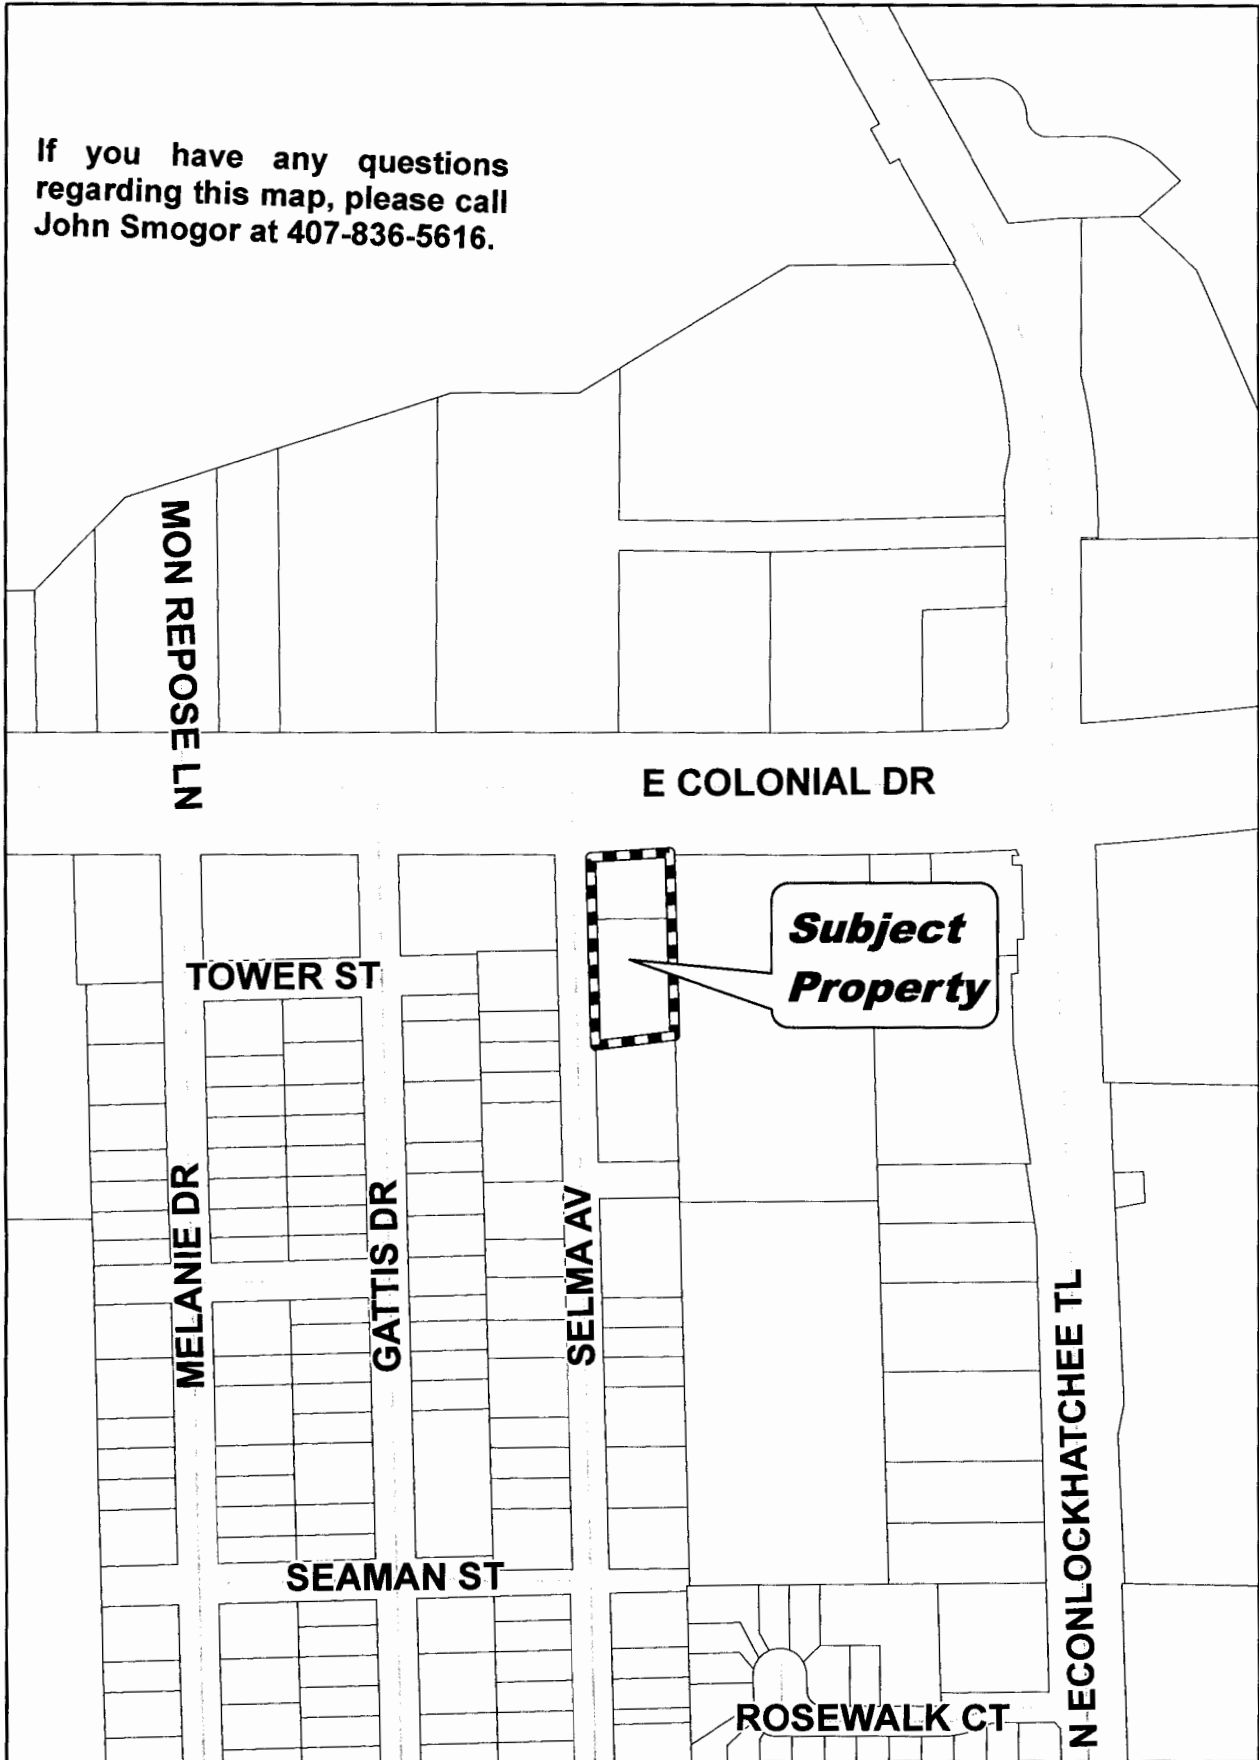 If you have any questions
regarding this map, please call
John Smogor at 407-836-5616.
MON REPOSE LN
E COLONIAL DR
Subject
Property
TOWER ST
MELANIE DR
GATTIS DR
SELMA AV
N ECONLOCKHATCHEE TL
SEAMAN ST
ROSEWALK CT